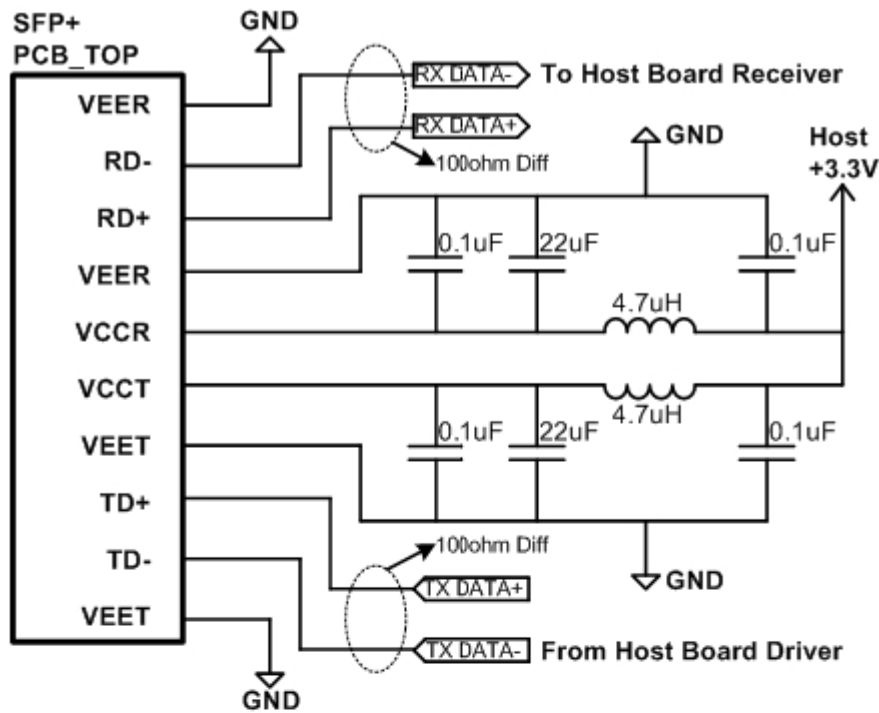 SFP+
PCB_TOP
GND
VEER
RD-
RD+
VEER
VCCR
VCCT
VEET
TD+
TD-
VEET
GND
RX DATA-
To Host Board Receiver
RX DATA+
100ohm Diff
GND
Host
+3.3V
0.1uF
22uF
0.1uF
4.7uH
4.7uH
0.1uF
22uF
0.1uF
100ohm Diff
GND
TX DATA+
TX DATA-
From Host Board Driver